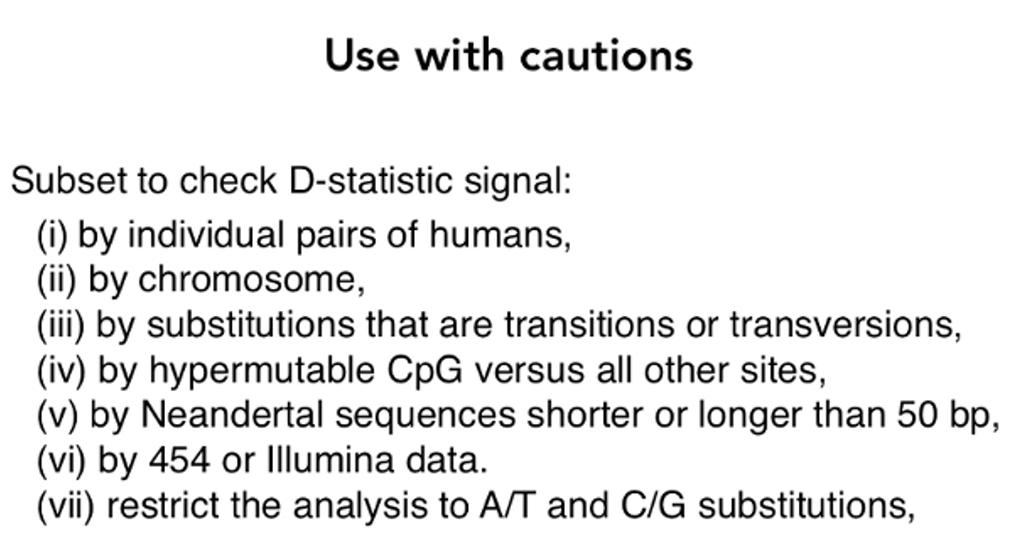 Use with cautions
Subset to check D-statistic signal:
(i) by individual pairs of humans,
(ii) by chromosome,
(iii) by substitutions that are transitions or transversions,
(iv) by hypermutable CpG versus all other sites,
(v) by Neandertal sequences shorter or longer than 50 bp,
(vi) by 454 or Illumina data.
(vii) restrict the analysis to A/T and C/G substitutions,